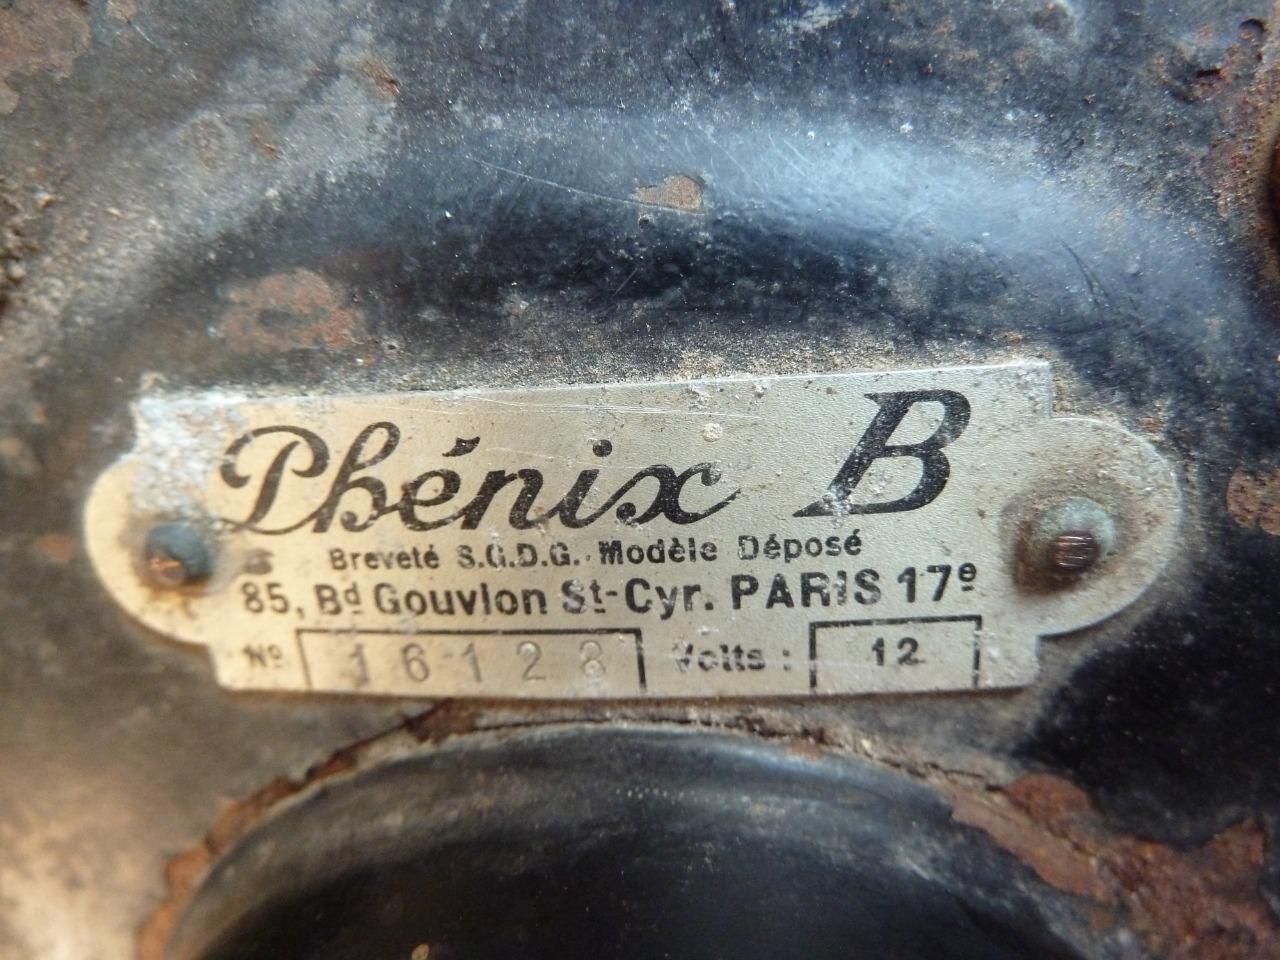 Phénix B
Breveté S.G.D.G. Modèle Déposé
85, Bd Gouvion St-Cyr. PARIS 17e
No 16128 Volts : 12